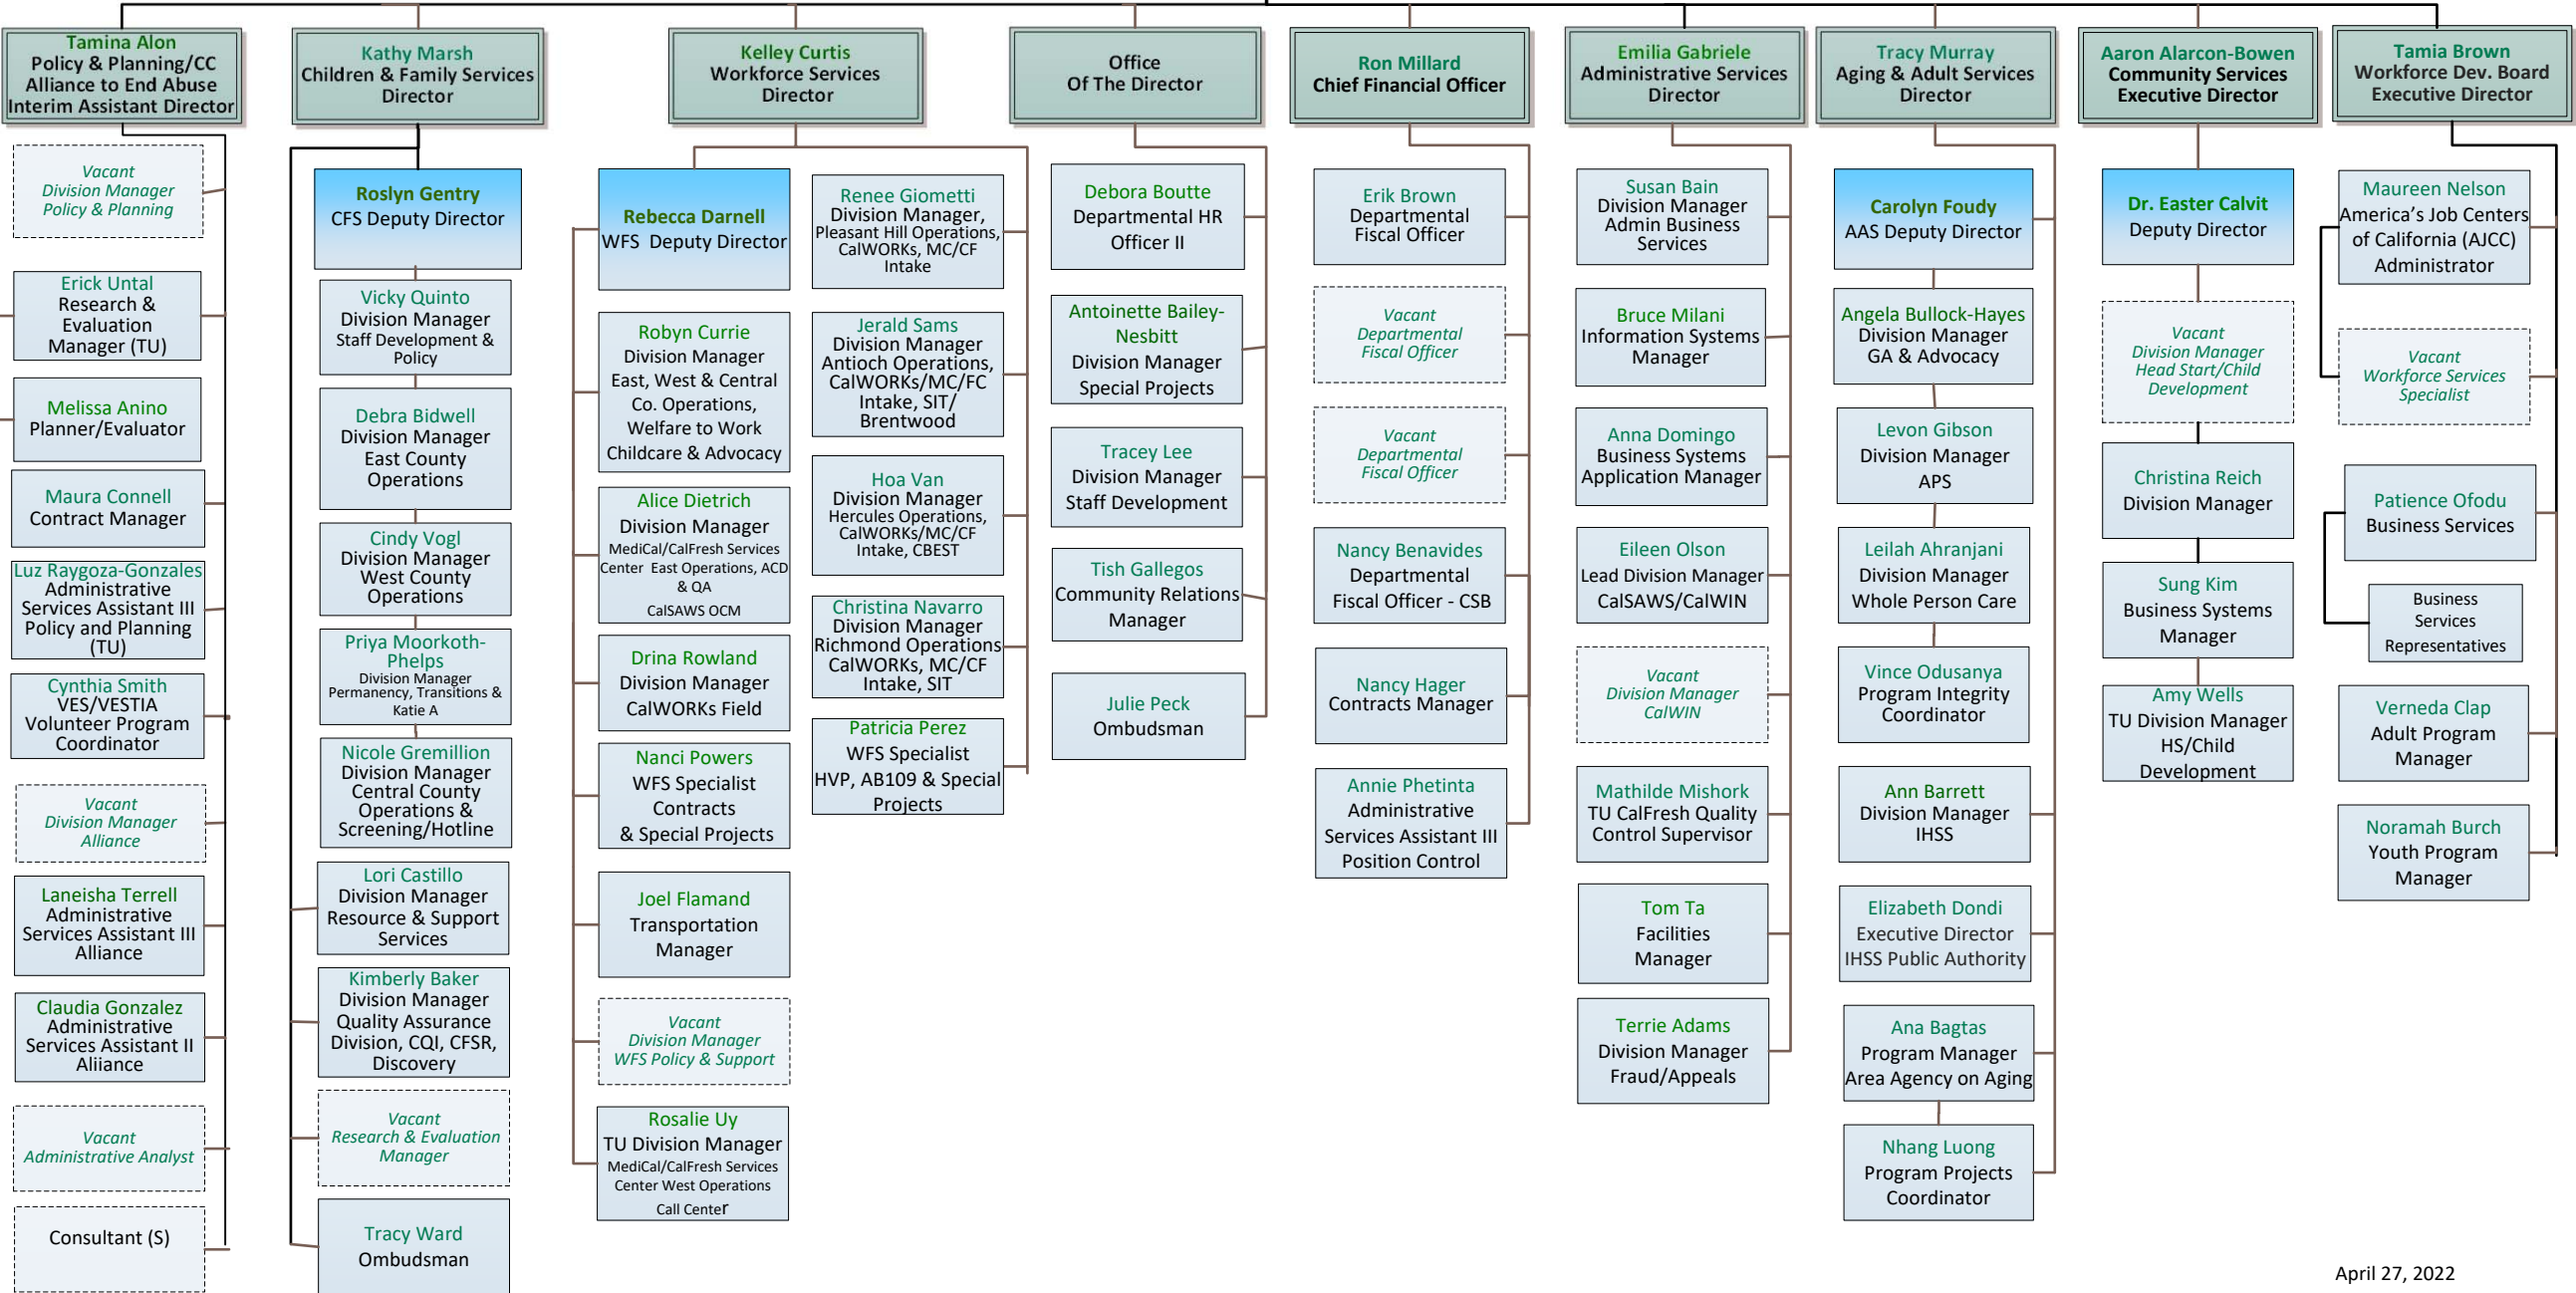 Tamina Alon
Policy & Planning/CC
Alliance to End Abuse
Interim Assistant Director
Vacant
Division Manager
Policy & Planning
Erick Untal
Research &
Evaluation
Manager (TU)
Melissa Anino
Planner/Evaluator
Maura Connell
Contract Manager
Luz Raygoza-Gonzales
Administrative
Services Assistant III
Policy and Planning
(TU)
Cynthia Smith
VES/VESTIA
Volunteer Program
Coordinator
Vacant
Division Manager
Alliance
Laneisha Terrell
Administrative
Services Assistant III
Alliance
Claudia Gonzalez
Administrative
Services Assistant II
Aliiance
Vacant
Administrative Analyst
Consultant (S)
Kathy Marsh
Children & Family Services
Director
Roslyn Gentry
CFS Deputy Director
Vicky Quinto
Division Manager
Staff Development &
Policy
Debra Bidwell
Division Manager
East County
Operations
Cindy Vogl
Division Manager
West County
Operations
Priya Moorkoth-
Phelps
Division Manager
Permanency, Transitions &
Katie A
Nicole Gremillion
Division Manager
Central County
Operations &
Screening/Hotline
Lori Castillo
Division Manager
Resource & Support
Services
Kimberly Baker
Division Manager
Quality Assurance
Division, CQI, CFSR,
Discovery
Vacant
Research & Evaluation
Manager
Tracy Ward
Ombudsman
Kelley Curtis
Workforce Services
Director
Rebecca Darnell
WFS Deputy Director
Robyn Currie
Division Manager
East, West & Central
Co. Operations,
Welfare to Work
Childcare & Advocacy
Alice Dietrich
Division Manager
MediCal/CalFresh Services
Center East Operations, ACD
& QA
CalSAWS OCM
Drina Rowland
Division Manager
CalWORKs Field
Nanci Powers
WFS Specialist
Contracts
& Special Projects
Joel Flamand
Transportation
Manager
Vacant
Division Manager
WFS Policy & Support
Rosalie Uy
TU Division Manager
MediCal/CalFresh Services
Center West Operations
Call Center
Renee Giometti
Division Manager,
Pleasant Hill Operations,
CalWORKs, MC/CF
Intake
Jerald Sams
Division Manager
Antioch Operations,
CalWORKs/MC/FC
Intake, SIT/
Brentwood
Hoa Van
Division Manager
Hercules Operations,
CalWORKs/MC/CF
Intake, CBEST
Christina Navarro
Division Manager
Richmond Operations
CalWORKs, MC/CF
Intake, SIT
Patricia Perez
WFS Specialist
HVP, AB109 & Special
Projects
Office
Of The Director
Debora Boutte
Departmental HR
Officer II
Antoinette Bailey-
Nesbitt
Division Manager
Special Projects
Tracey Lee
Division Manager
Staff Development
Tish Gallegos
Community Relations
Manager
Julie Peck
Ombudsman
Ron Millard
Chief Financial Officer
Erik Brown
Departmental
Fiscal Officer
Vacant
Departmental
Fiscal Officer
Vacant
Departmental
Fiscal Officer
Nancy Benavides
Departmental
Fiscal Officer - CSB
Nancy Hager
Contracts Manager
Annie Phetinta
Administrative
Services Assistant III
Position Control
Emilia Gabriele
Administrative Services
Director
Susan Bain
Division Manager
Admin Business
Services
Bruce Milani
Information Systems
Manager
Anna Domingo
Business Systems
Application Manager
Eileen Olson
Lead Division Manager
CalSAWS/CalWIN
Vacant
Division Manager
CalWIN
Mathilde Mishork
TU CalFresh Quality
Control Supervisor
Tom Ta
Facilities
Manager
Terrie Adams
Division Manager
Fraud/Appeals
Tracy Murray
Aging & Adult Services
Director
Carolyn Foudy
AAS Deputy Director
Angela Bullock-Hayes
Division Manager
GA & Advocacy
Levon Gibson
Division Manager
APS
Leilah Ahranjani
Division Manager
Whole Person Care
Vince Odusanya
Program Integrity
Coordinator
Ann Barrett
Division Manager
IHSS
Elizabeth Dondi
Executive Director
IHSS Public Authority
Ana Bagtas
Program Manager
Area Agency on Aging
Nhang Luong
Program Projects
Coordinator
Aaron Alarcon-Bowen
Community Services
Executive Director
Dr. Easter Calvit
Deputy Director
Vacant
Division Manager
Head Start/Child
Development
Christina Reich
Division Manager
Sung Kim
Business Systems
Manager
Amy Wells
TU Division Manager
HS/Child
Development
Tamia Brown
Workforce Dev. Board
Executive Director
Maureen Nelson
America's Job Centers
of California (AJCC)
Administrator
Vacant
Workforce Services
Specialist
Patience Ofodu
Business Services
Business
Services
Representatives
Verneda Clap
Adult Program
Manager
Noramah Burch
Youth Program
Manager
April 27, 2022